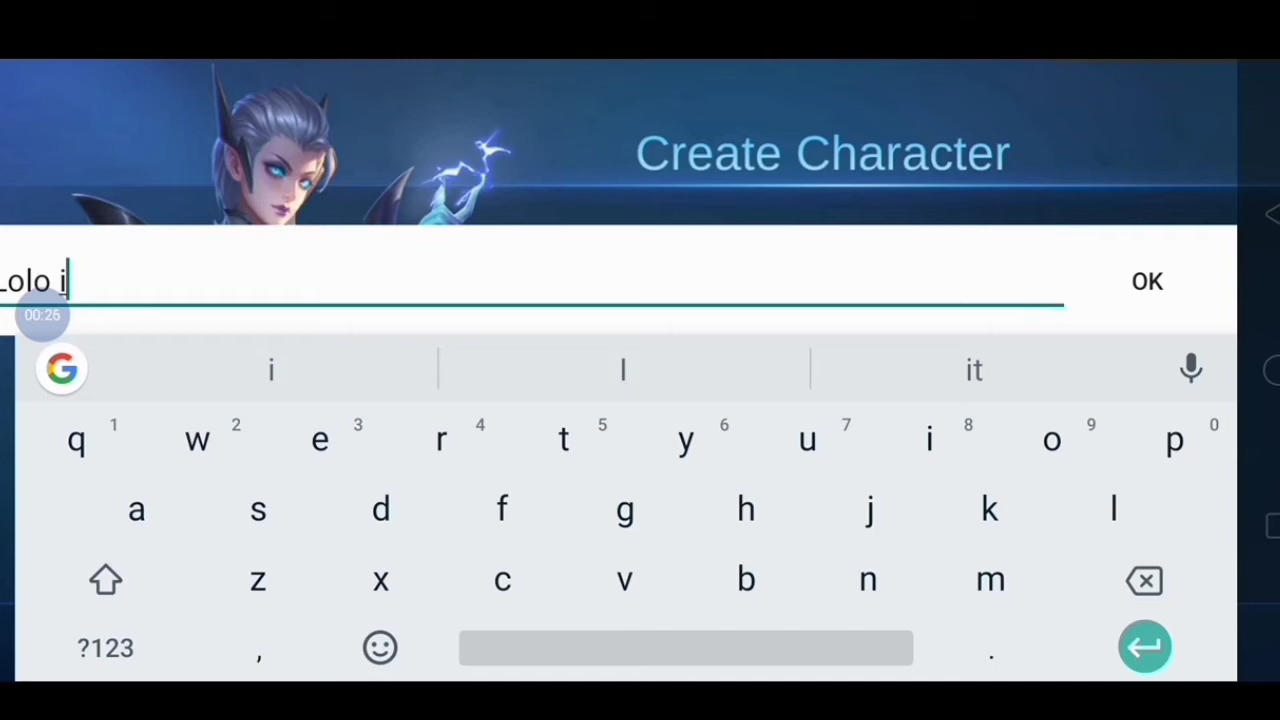 Create Character
Lolo i
OK
00:26
i I it
q 1 w 2 e 3 r 4 t 5 y 6 u 7 i 8 o 9 p 0
a s d f g h j k l
z x c v b n m
?123 , .